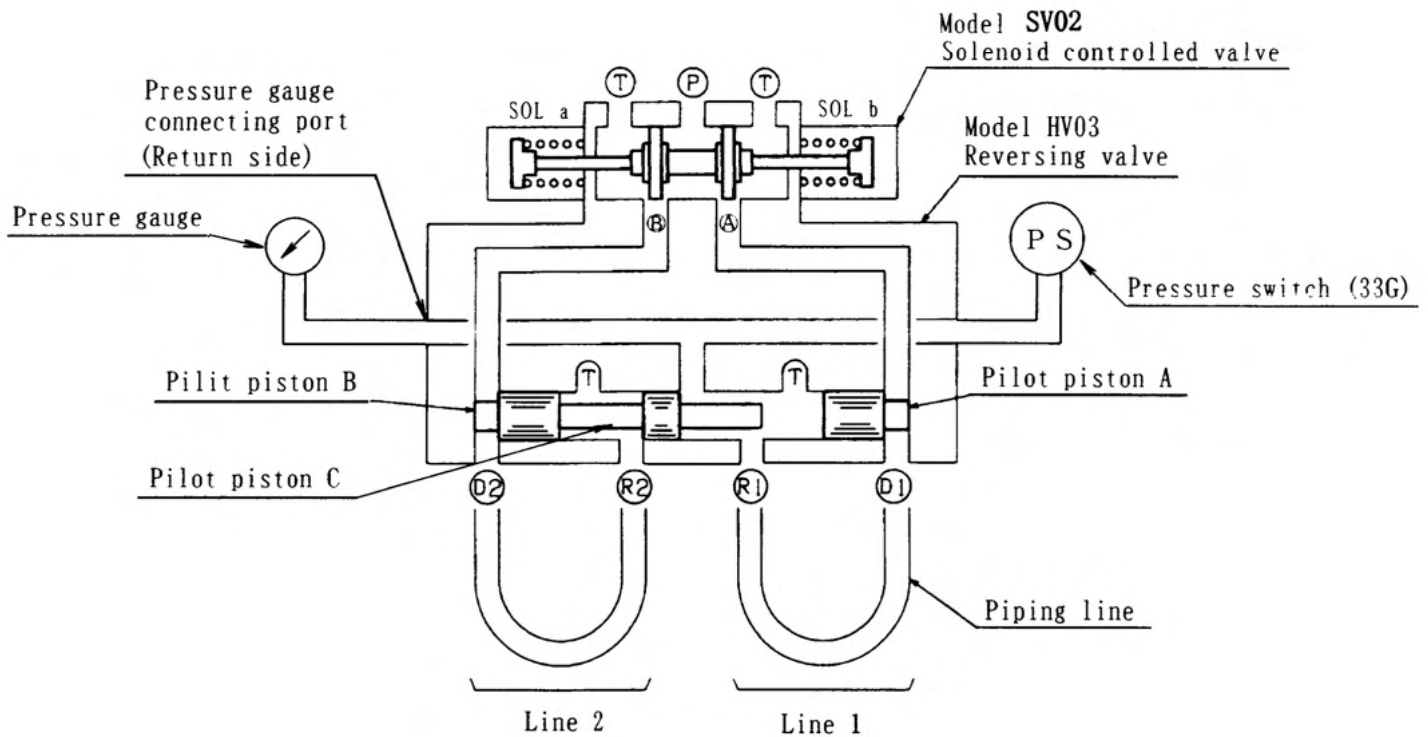 Model SV02
Solenoid controlled valve
T P T
Pressure gauge
connecting port
(Return side)
SOL a
SOL b
Model HV03
Reversing valve
Pressure gauge
B A
PS
Pressure switch (33G)
T T
Pilit piston B
Pilot piston A
Pilot piston C
D2 R2 R1 D1
Piping line
Line 2
Line 1